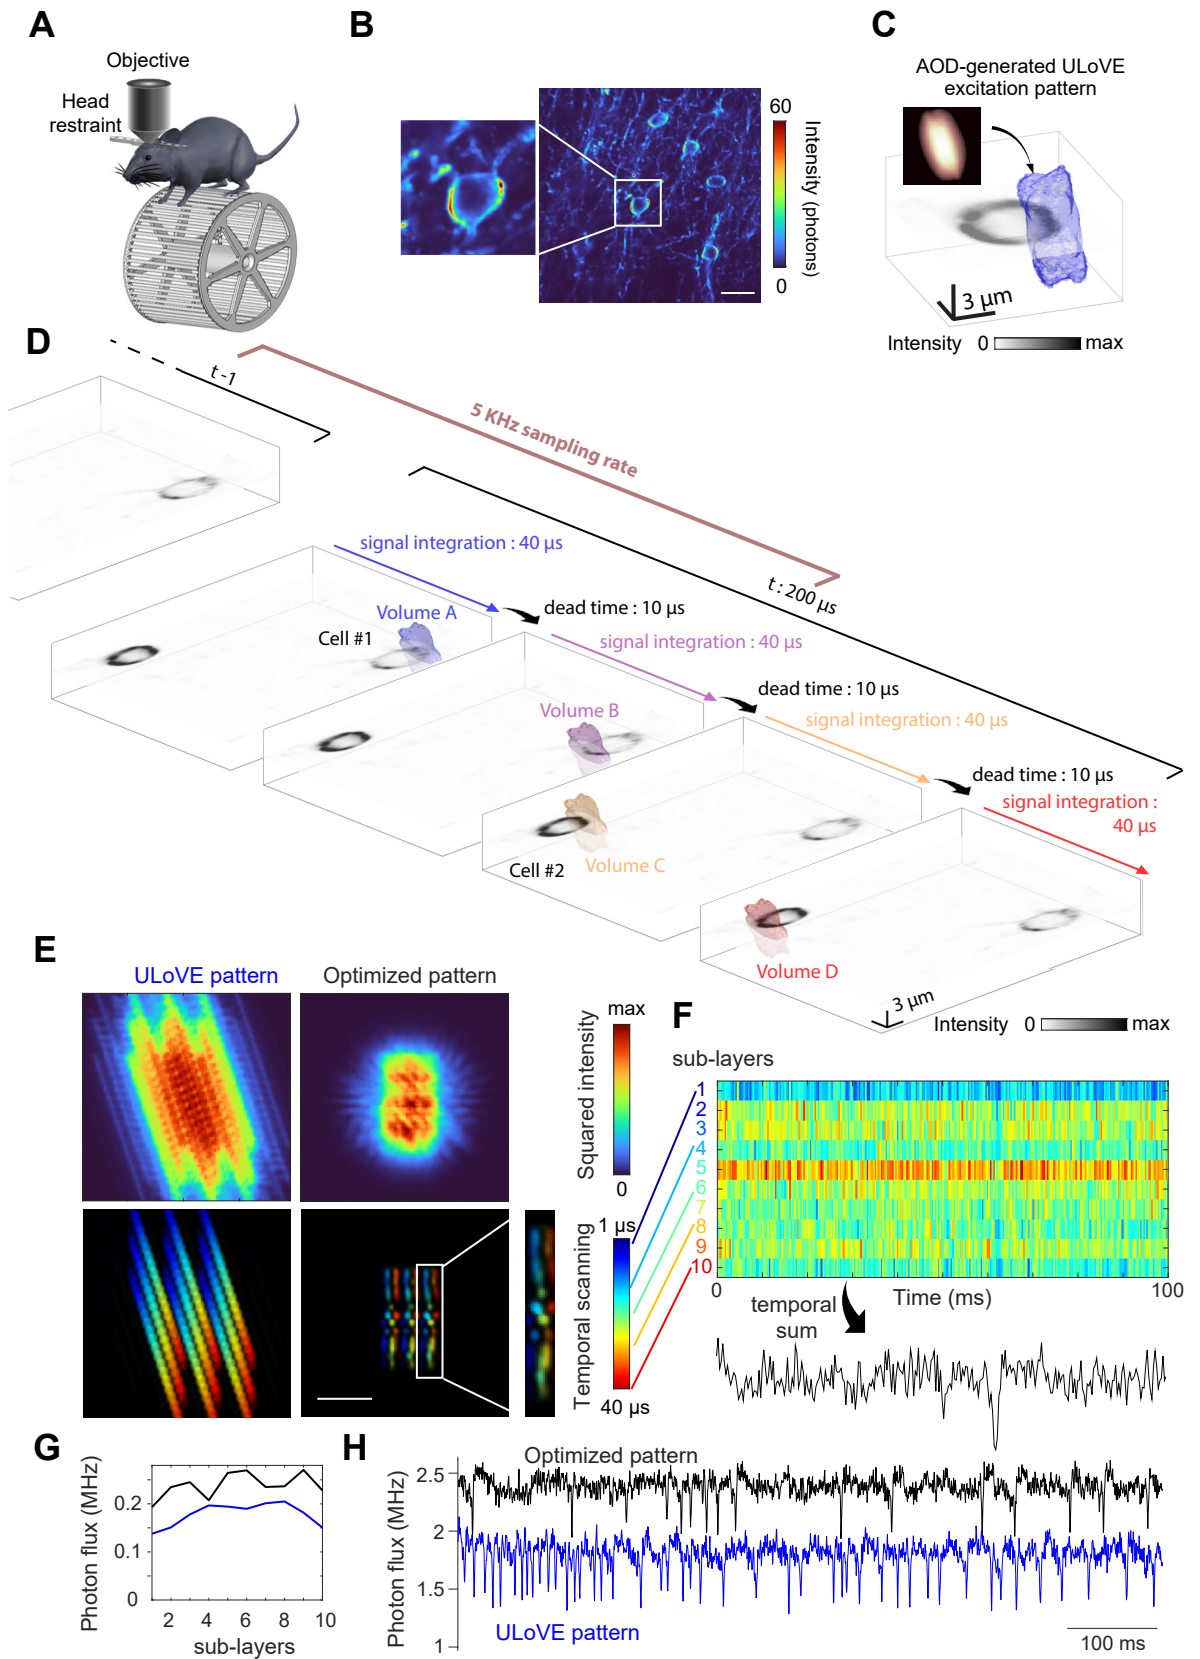 A
Objective
Head
restraint
B
60
Intensity (photons)
0
C
AOD-generated ULoVE
excitation pattern
3 µm
Intensity 0 max
D
t -1
5 KHz sampling rate
t : 200 µs
signal integration : 40 µs
dead time : 10 µs
Volume A
Cell #1
signal integration : 40 µs
dead time : 10 µs
Volume B
signal integration : 40 µs
dead time : 10 µs
signal integration :
40 µs
Cell #2
Volume C
Volume D
3 µm
Intensity 0 max
E
ULoVE pattern
Optimized pattern
max
Squared intensity
0
1 µs
Temporal scanning
40 µs
F
sub-layers
1
2
3
4
5
6
7
8
9
10
0 Time (ms) 100
temporal
sum
G
Photon flux (MHz)
0.2
0.1
0
2 4 6 8 10
sub-layers
H
Optimized pattern
Photon flux (MHz)
2.5
2
1.5
1
ULoVE pattern
100 ms